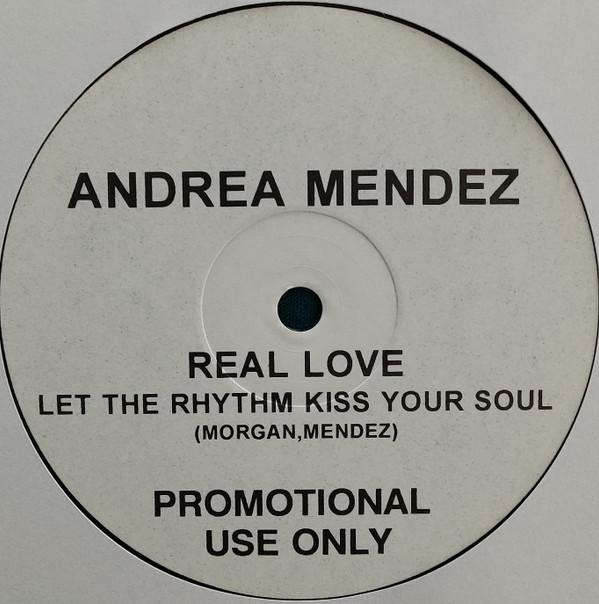 ANDREA MENDEZ
REAL LOVE
LET THE RHYTHM KISS YOUR SOUL
(MORGAN,MENDEZ)
PROMOTIONAL
USE ONLY